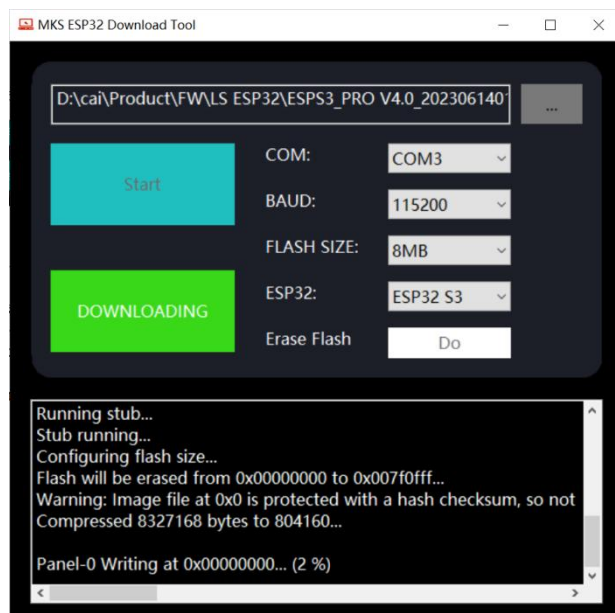 MKS ESP32 Download Tool
D:\cai\Product\FW\LS ESP32\ESPS3_PRO V4.0_202306140
...
Start
COM:
COM3
BAUD:
115200
FLASH SIZE:
8MB
DOWNLOADING
ESP32:
ESP32 S3
Erase Flash
Do
Running stub...
Stub running...
Configuring flash size...
Flash will be erased from 0x00000000 to 0x007f0fff...
Warning: Image file at 0x0 is protected with a hash checksum, so not
Compressed 8327168 bytes to 804160...
Panel-0 Writing at 0x00000000... (2 %)